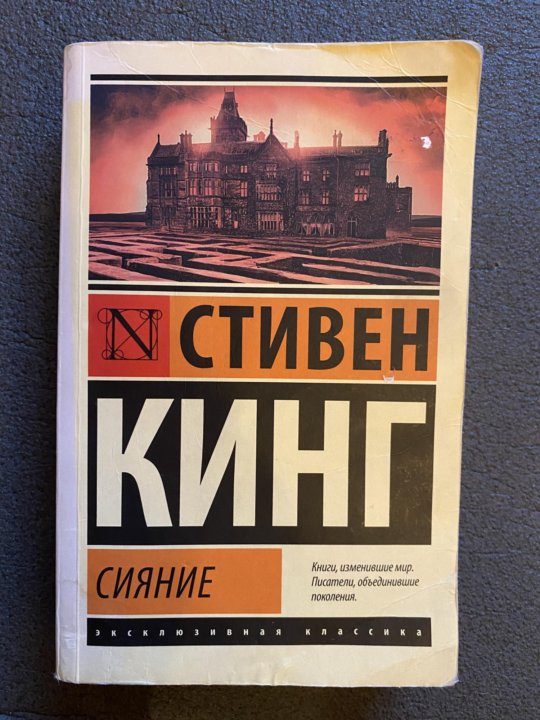 N
СТИВЕН
КИНГ
СИЯНИЕ
Книги, изменившие мир.
Писатели, объединившие
поколения.
эксклюзивная классика